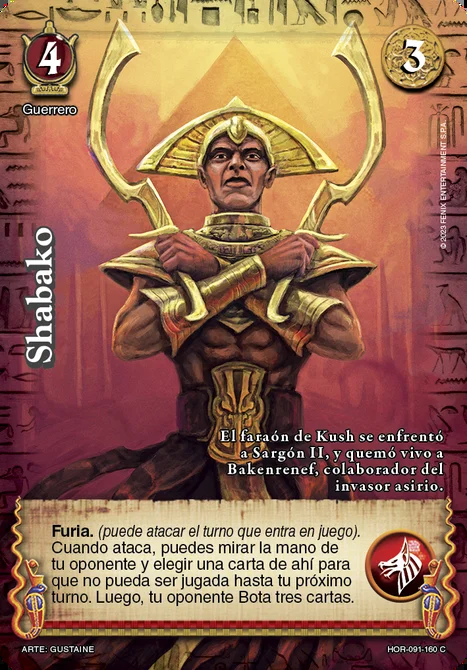 4
3
Guerrero
© 2023 FENIX ENTERTAINMENT S.P.A.
Shabako
El faraón de Kush se enfrentó
a Sargón II, y quemó vivo a
Bakenrenef, colaborador del
invasor asirio.
Furia. (puede atacar el turno que entra en juego).
Cuando ataca, puedes mirar la mano de
tu oponente y elegir una carta de ahí para
que no pueda ser jugada hasta tu próximo
turno. Luego, tu oponente Bota tres cartas.
ARTE: GUSTAINE
HOR-091-160 C